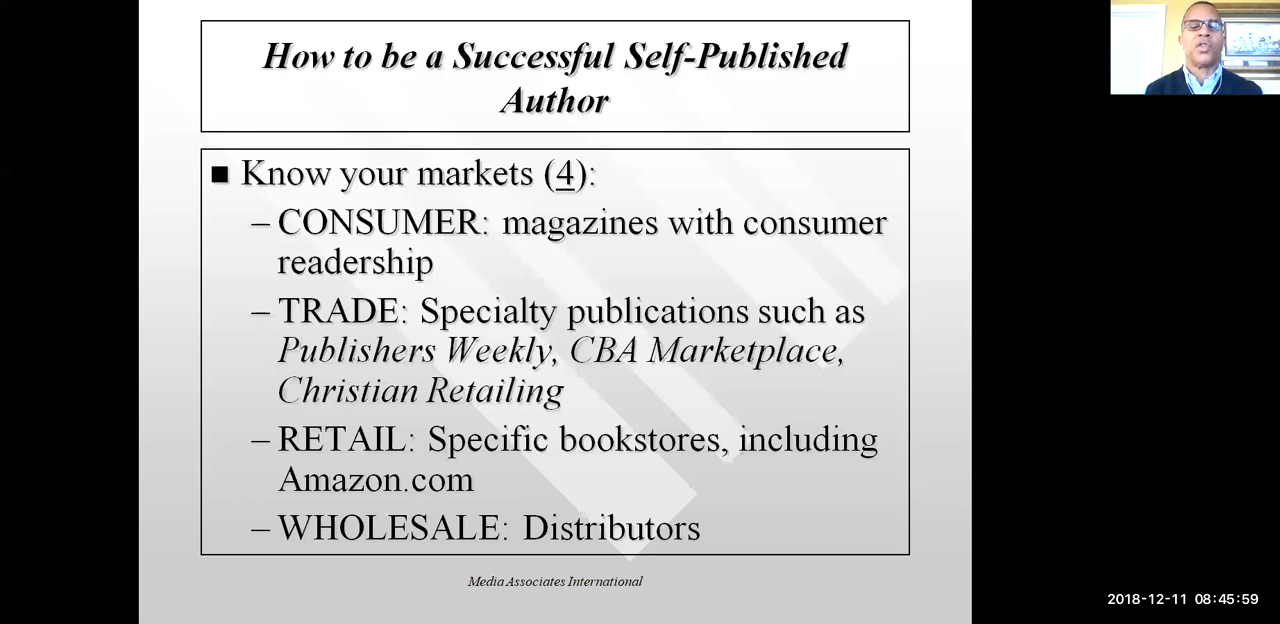 How to be a Successful Self-Published
Author
■ Know your markets (4):
– CONSUMER: magazines with consumer
readership
– TRADE: Specialty publications such as
Publishers Weekly, CBA Marketplace,
Christian Retailing
– RETAIL: Specific bookstores, including
Amazon.com
– WHOLESALE: Distributors
Media Associates International
2018-12-11 08:45:59